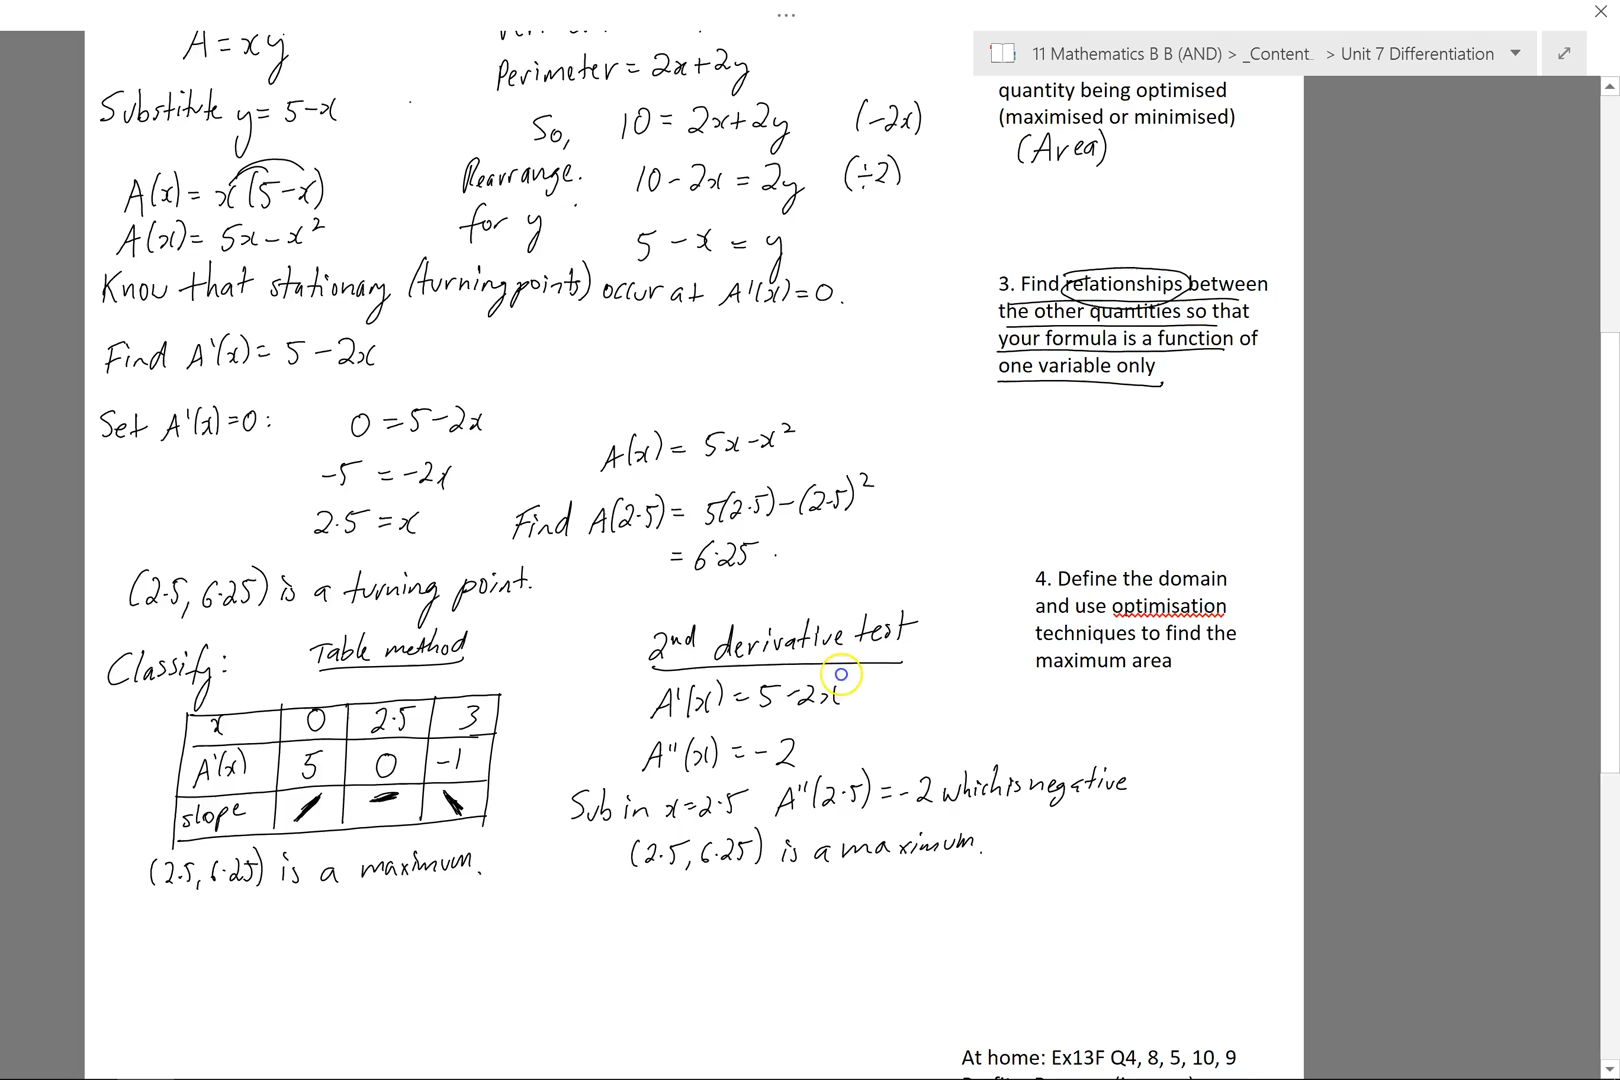 ...
11 Mathematics B B (AND) > _Content. > Unit 7 Differentiation
A = xy
Substitute y = 5-x
A(x) = x(5-x)
A(x) = 5x - x²
Perimeter = 2x+2y
So, 10 = 2x+2y (-2x)
Rearrange. 10-2x = 2y (÷2)
for y 5 - x = y
Know that stationary (turning points) occur at A'(x)=0.
Find A'(x) = 5 - 2x
Set A'(x)=0: 0 = 5-2x
-5 = -2x
2.5 = x
A(x) = 5x-x²
Find A(2.5) = 5(2.5)-(2.5)²
= 6.25
(2.5, 6.25) is a turning point.
Classify: Table method
x 0 2.5 3
A'(x) 5 0 -1
slope / – \
(2.5, 6.25) is a maximum.
2nd derivative test
A'(x) = 5-2x
A''(x) = -2
Sub in x=2.5 A''(2.5) = -2 which is negative
(2.5, 6.25) is a maximum.
quantity being optimised
(maximised or minimised)
(Area)
3. Find relationships between
the other quantities so that
your formula is a function of
one variable only
4. Define the domain
and use optimisation
techniques to find the
maximum area
At home: Ex13F Q4, 8, 5, 10, 9